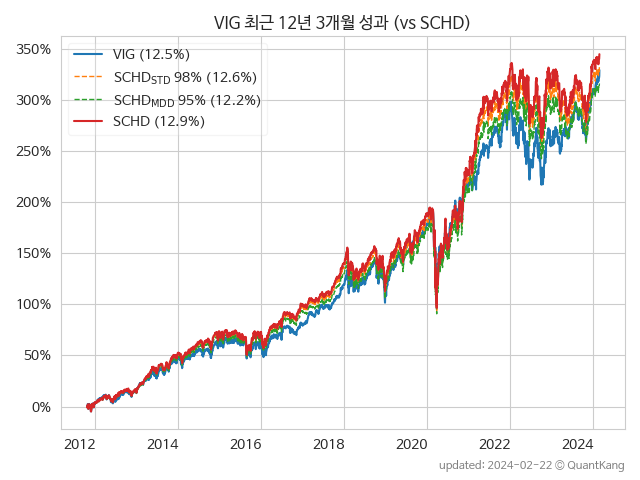 VIG 최근 12년 3개월 성과 (vs SCHD)
350%
300%
250%
200%
150%
100%
50%
0%
VIG (12.5%)
SCHD_STD 98% (12.6%)
SCHD_MDD 95% (12.2%)
SCHD (12.9%)
2012 2014 2016 2018 2020 2022 2024
updated: 2024-02-22 © QuantKang